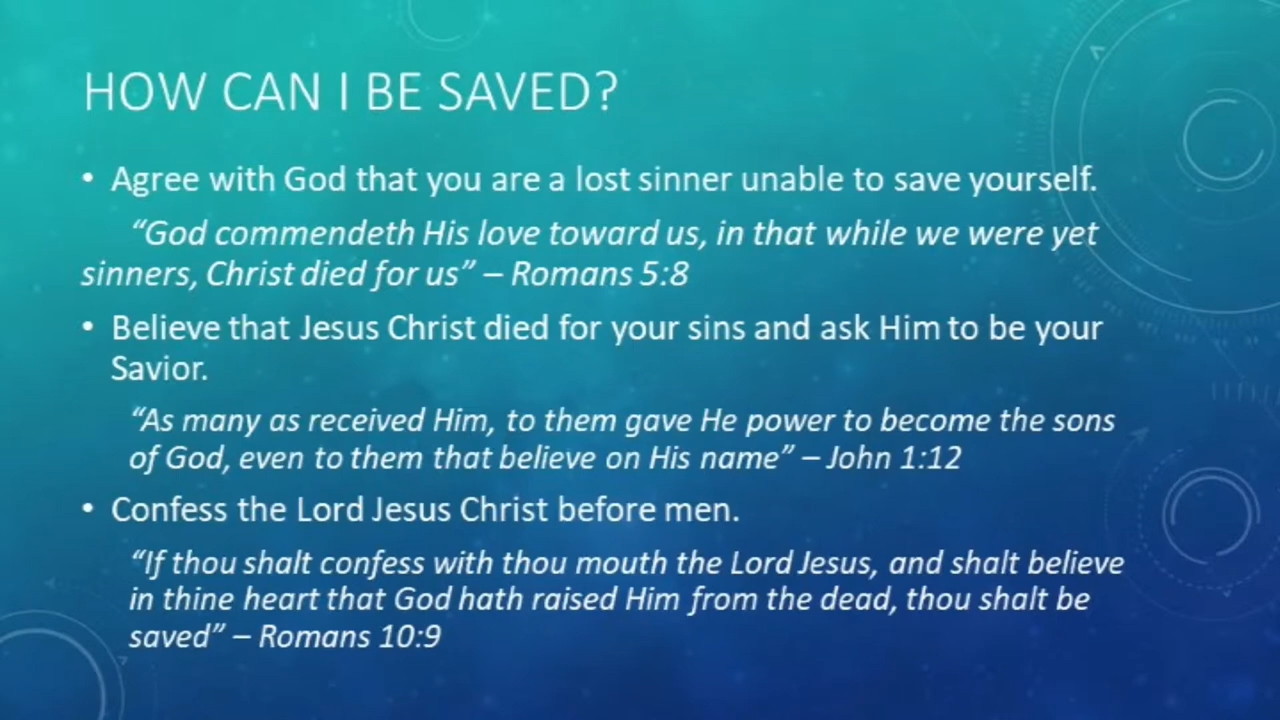 HOW CAN I BE SAVED?
• Agree with God that you are a lost sinner unable to save yourself.
“God commendeth His love toward us, in that while we were yet
sinners, Christ died for us” – Romans 5:8
• Believe that Jesus Christ died for your sins and ask Him to be your
Savior.
“As many as received Him, to them gave He power to become the sons
of God, even to them that believe on His name” – John 1:12
• Confess the Lord Jesus Christ before men.
“If thou shalt confess with thou mouth the Lord Jesus, and shalt believe
in thine heart that God hath raised Him from the dead, thou shalt be
saved” – Romans 10:9